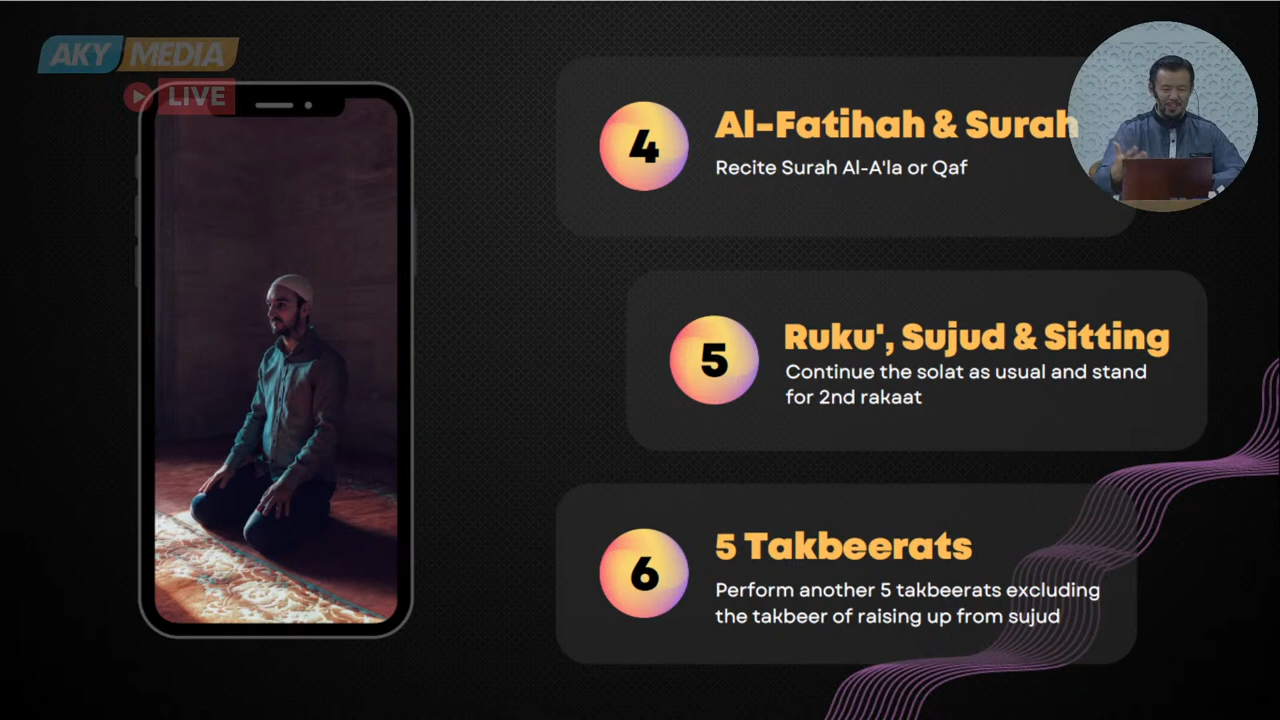 AKY MEDIA
LIVE
4
Al-Fatihah & Surah
Recite Surah Al-A'la or Qaf
5
Ruku', Sujud & Sitting
Continue the solat as usual and stand
for 2nd rakaat
6
5 Takbeerats
Perform another 5 takbeerats excluding
the takbeer of raising up from sujud